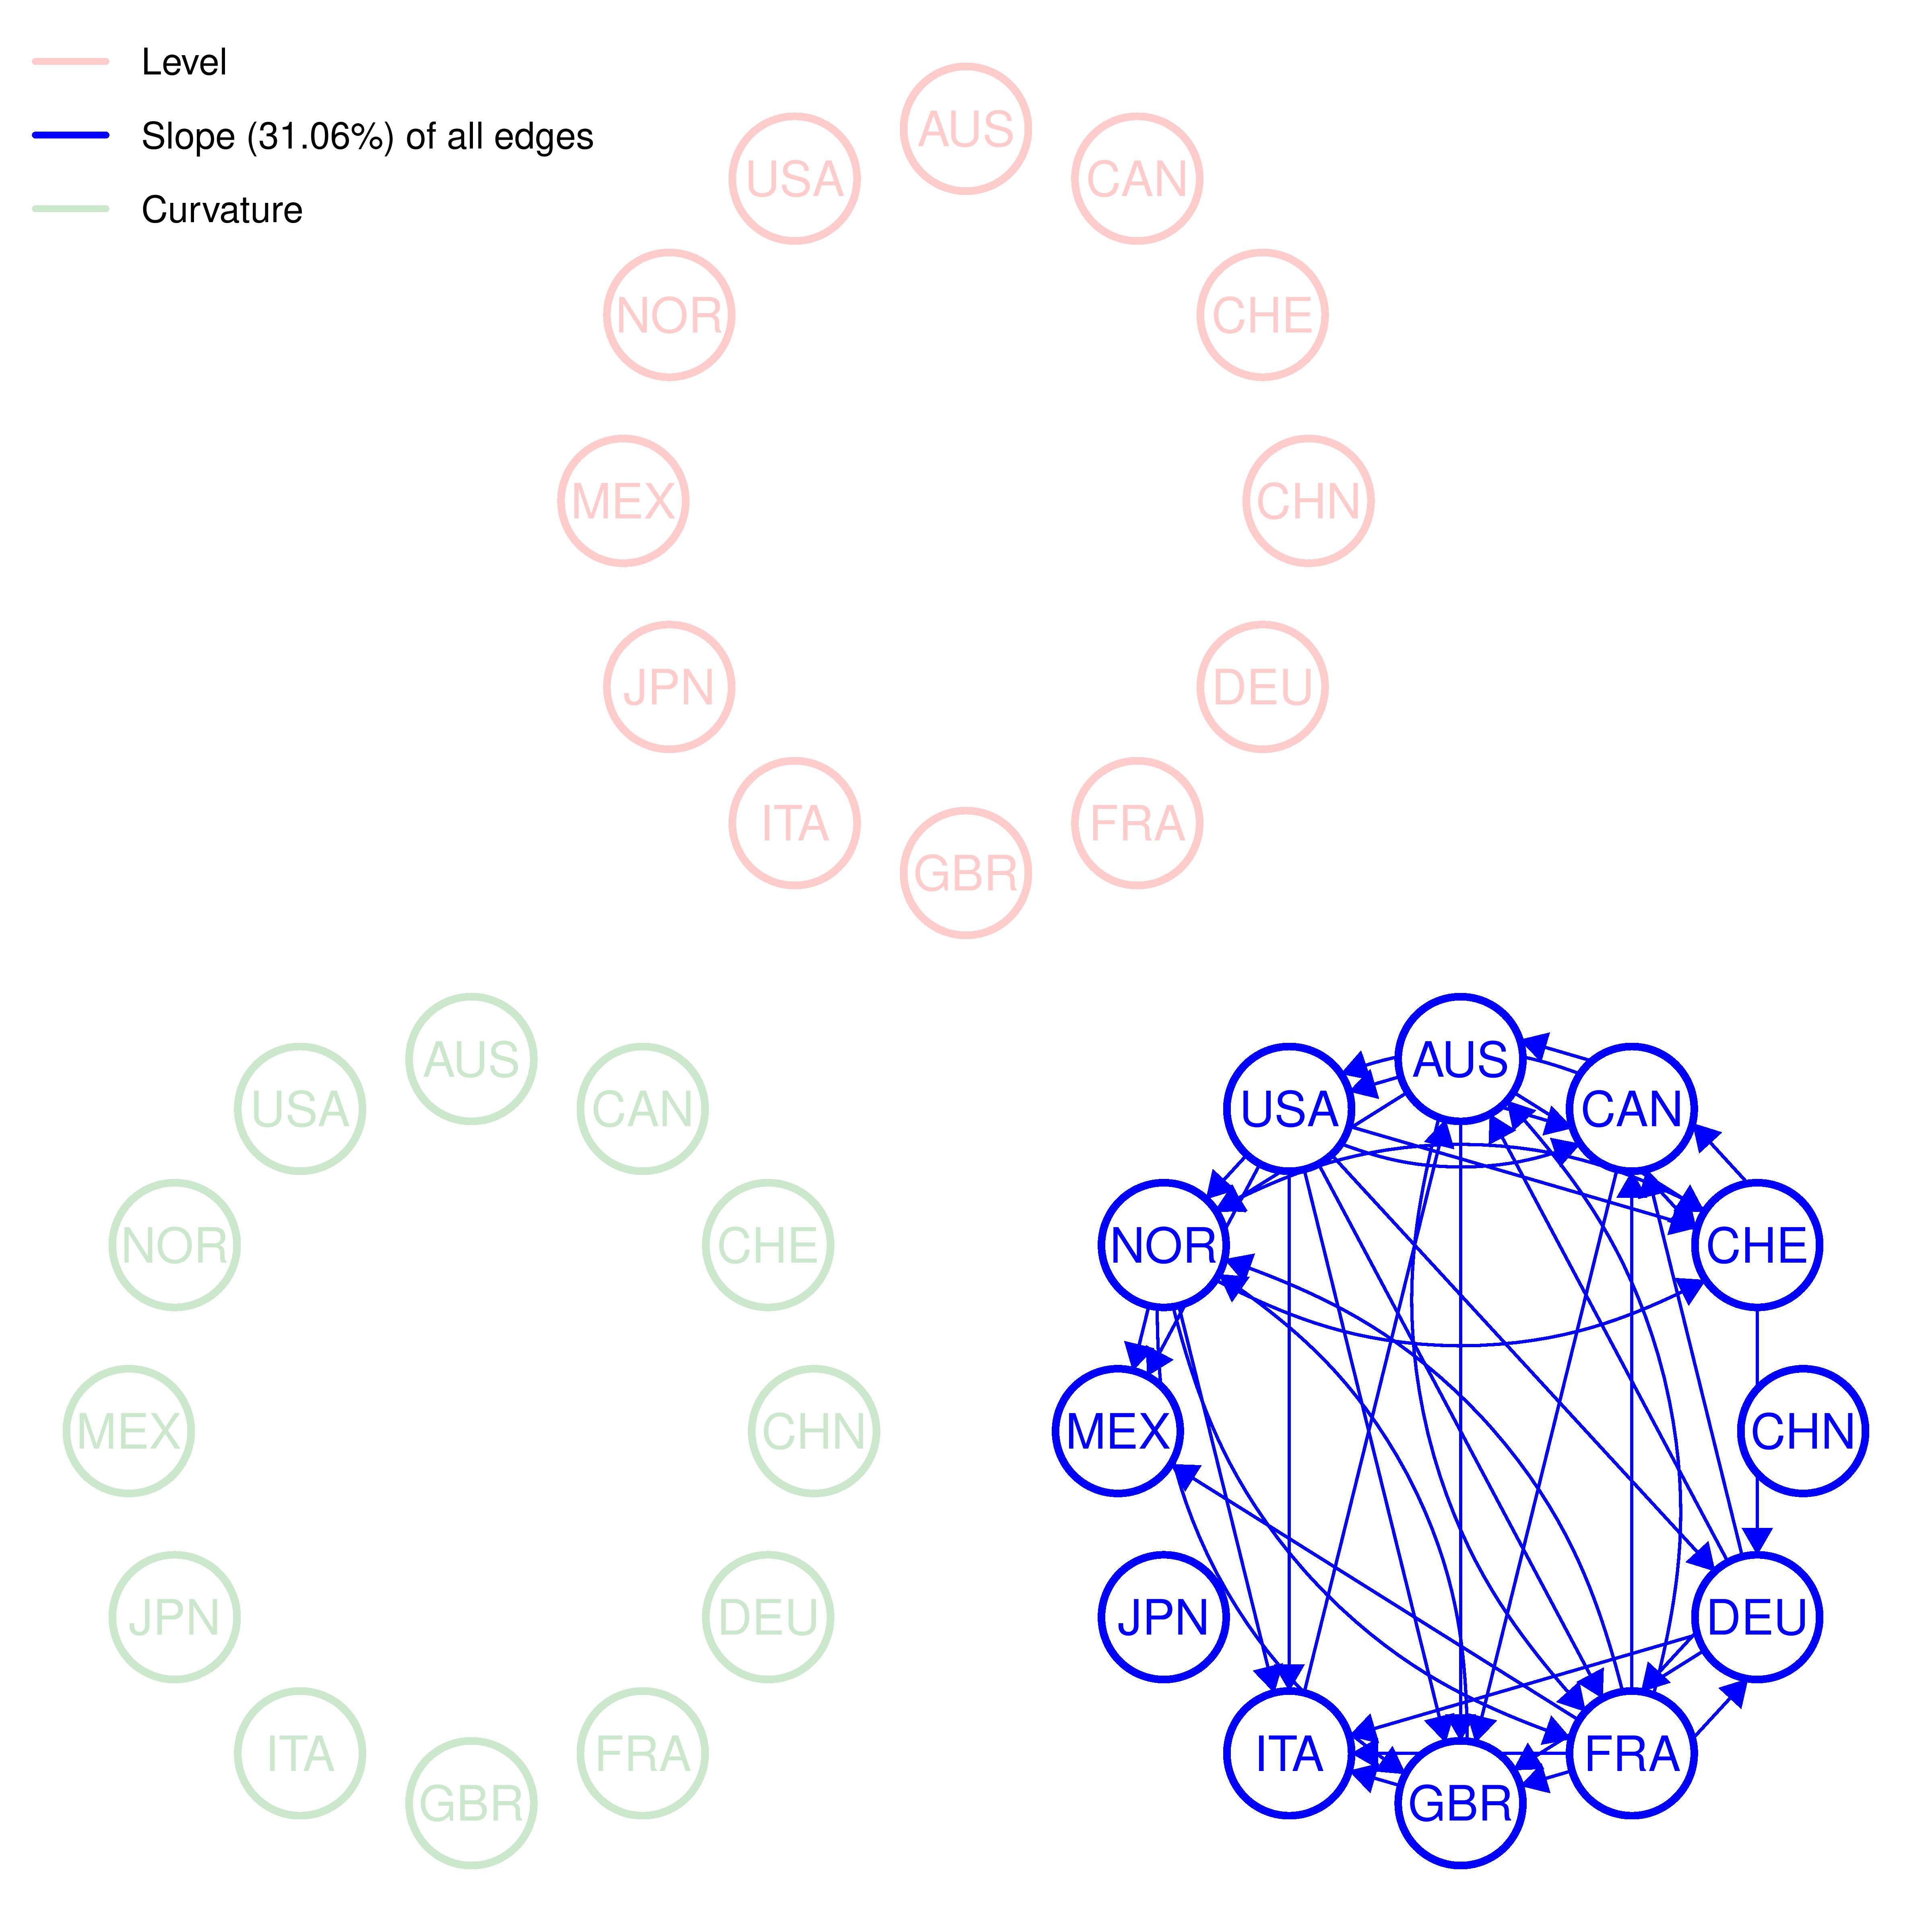 Level
Slope (31.06%) of all edges
Curvature
AUS
USA
CAN
NOR
CHE
MEX
CHN
JPN
DEU
ITA
FRA
GBR
AUS
USA
CAN
NOR
CHE
MEX
CHN
JPN
DEU
ITA
FRA
GBR
AUS
USA
CAN
NOR
CHE
MEX
CHN
JPN
DEU
ITA
FRA
GBR